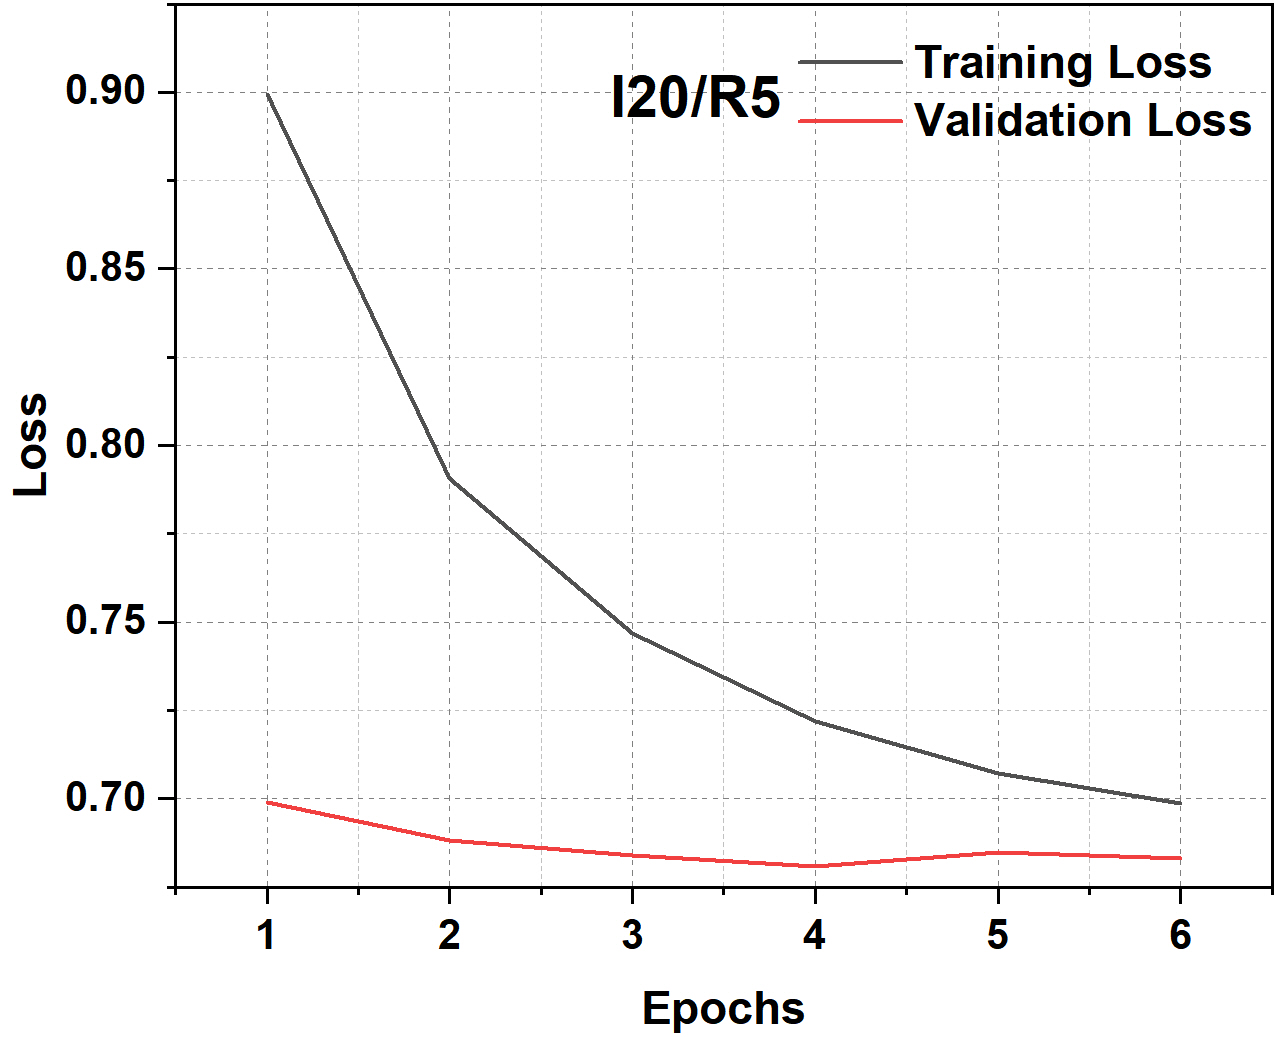 I20/R5
Training Loss
Validation Loss
0.90
0.85
0.80
0.75
0.70
Loss
1 2 3 4 5 6
Epochs